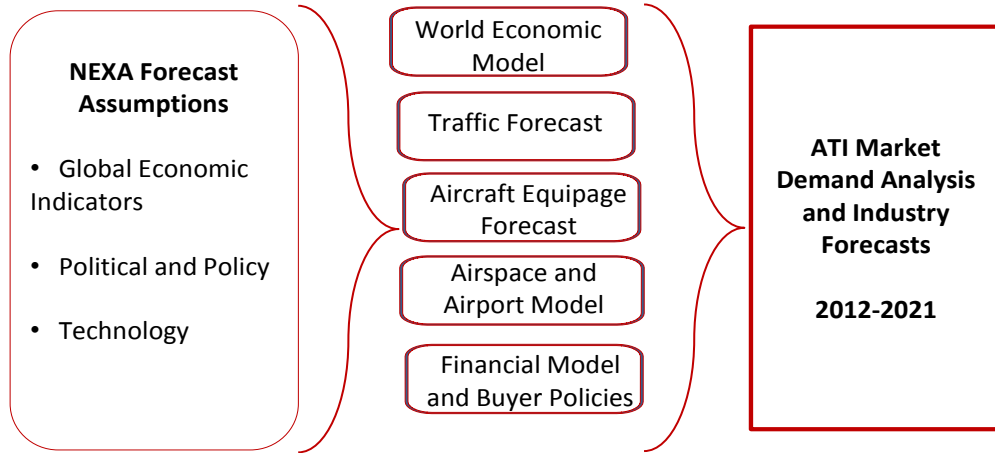 NEXA Forecast
Assumptions
• Global Economic
Indicators
• Political and Policy
• Technology
World Economic
Model
Traffic Forecast
Aircraft Equipage
Forecast
Airspace and
Airport Model
Financial Model
and Buyer Policies
ATI Market
Demand Analysis
and Industry
Forecasts
2012-2021